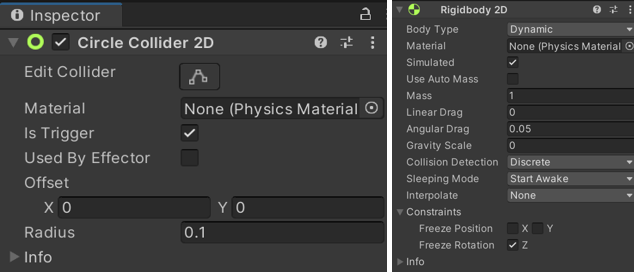 Inspector
Circle Collider 2D
Edit Collider
Material None (Physics Material
Is Trigger
Used By Effector
Offset
X 0 Y 0
Radius 0.1
Info
Rigidbody 2D
Body Type Dynamic
Material None (Physics Material
Simulated
Use Auto Mass
Mass 1
Linear Drag 0
Angular Drag 0.05
Gravity Scale 0
Collision Detection Discrete
Sleeping Mode Start Awake
Interpolate None
Constraints
Freeze Position X Y
Freeze Rotation Z
Info